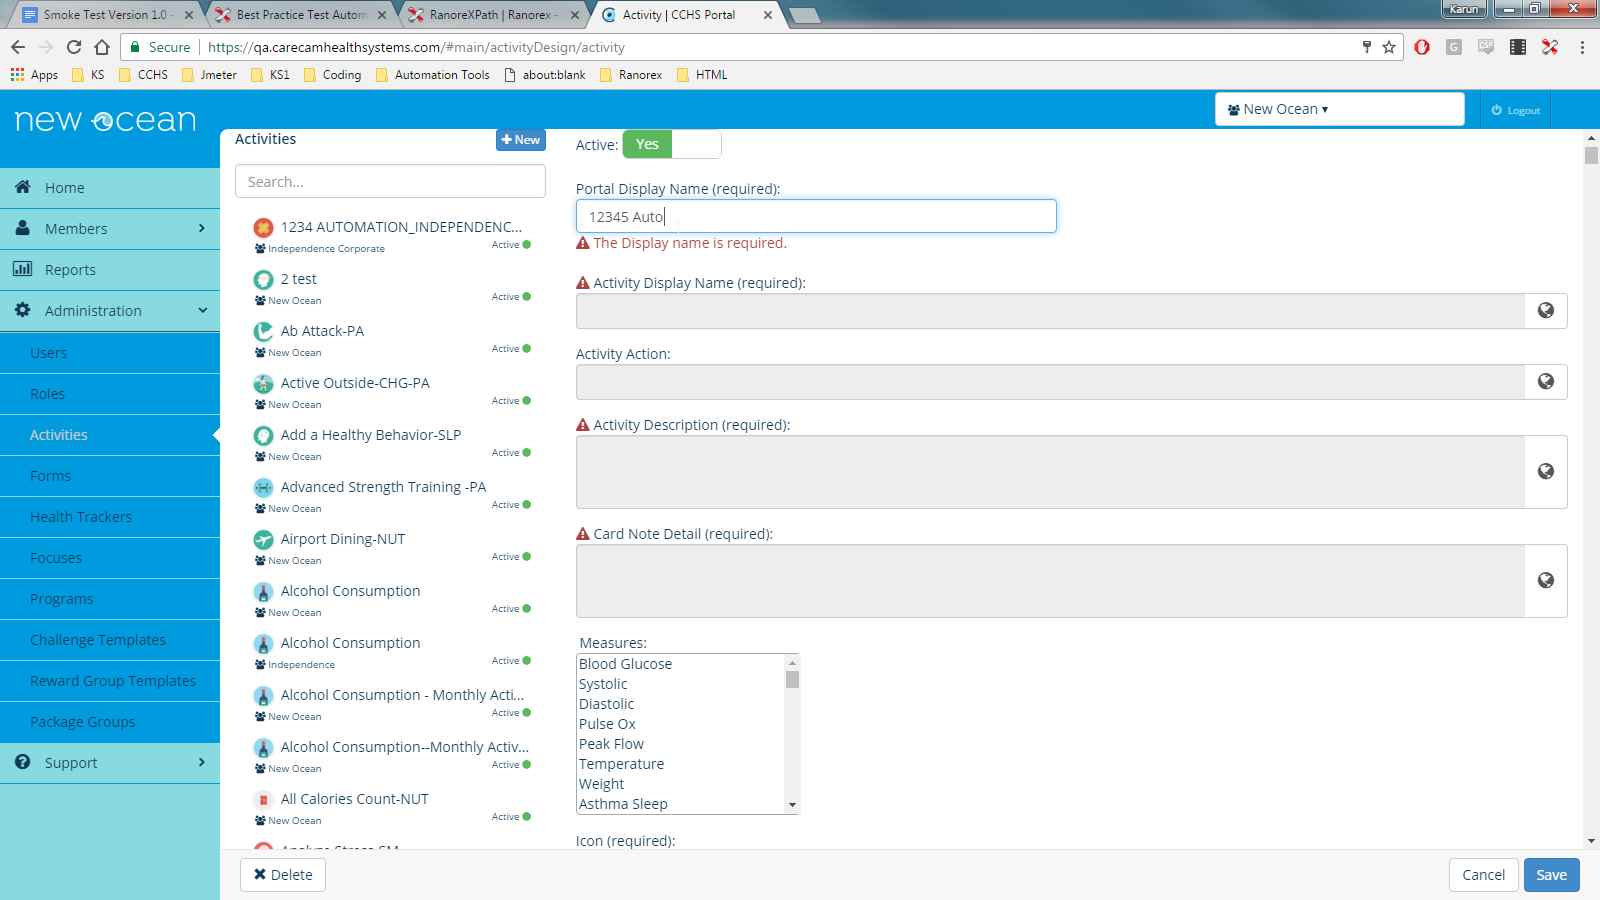 Smoke Test Version 1.0 -
Best Practice Test Autom
RanoreXPath | Ranorex -
Activity | CCHS Portal
Karun
Secure
https://qa.carecamhealthsystems.com/#main/activityDesign/activity
Apps
KS
CCHS
Jmeter
KS1
Coding
Automation Tools
about:blank
Ranorex
HTML
new ocean
New Ocean ▾
Logout
Home
Members
Reports
Administration
Users
Roles
Activities
Forms
Health Trackers
Focuses
Programs
Challenge Templates
Reward Group Templates
Package Groups
Support
Activities
+ New
Search...
1234 AUTOMATION_INDEPENDENC...
Independence Corporate
Active
2 test
New Ocean
Active
Ab Attack-PA
New Ocean
Active
Active Outside-CHG-PA
New Ocean
Active
Add a Healthy Behavior-SLP
New Ocean
Active
Advanced Strength Training -PA
New Ocean
Active
Airport Dining-NUT
New Ocean
Active
Alcohol Consumption
New Ocean
Active
Alcohol Consumption
Independence
Active
Alcohol Consumption - Monthly Acti...
New Ocean
Active
Alcohol Consumption--Monthly Activ...
New Ocean
Active
All Calories Count-NUT
New Ocean
Active
Analyze Stress-SM
Delete
Active:
Yes
Portal Display Name (required):
12345 Auto
The Display name is required.
Activity Display Name (required):
Activity Action:
Activity Description (required):
Card Note Detail (required):
Measures:
Blood Glucose
Systolic
Diastolic
Pulse Ox
Peak Flow
Temperature
Weight
Asthma Sleep
Icon (required):
Cancel
Save